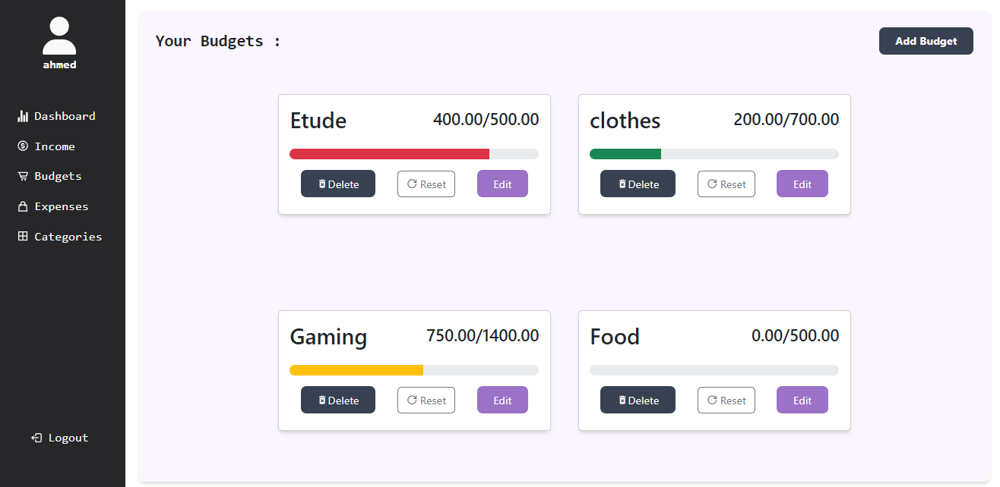 ahmed
Dashboard
Income
Budgets
Expenses
Categories
Logout
Your Budgets :
Add Budget
Etude 400.00/500.00
Delete Reset Edit
clothes 200.00/700.00
Delete Reset Edit
Gaming 750.00/1400.00
Delete Reset Edit
Food 0.00/500.00
Delete Reset Edit